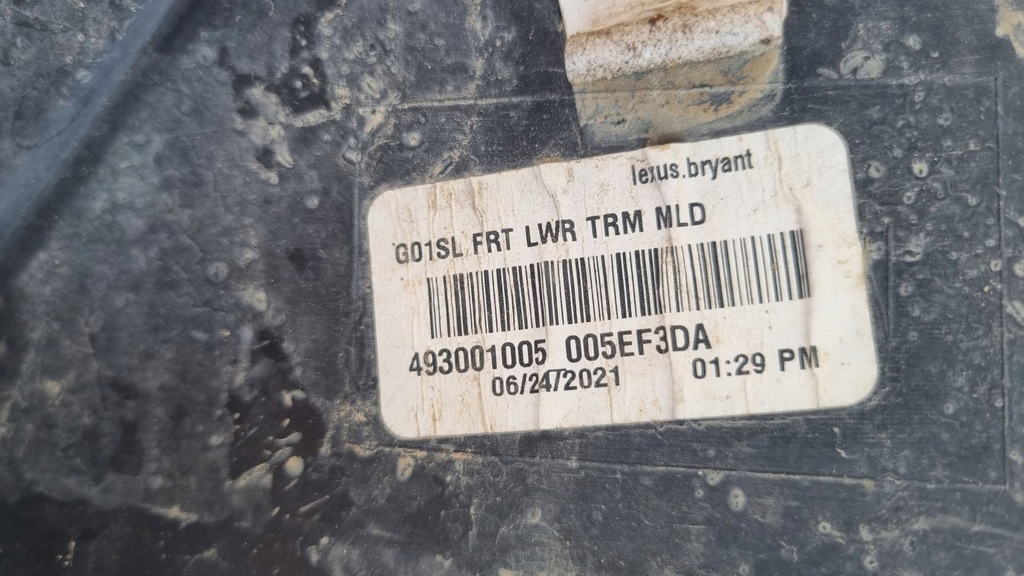 lexus.bryant
G01SL FRT LWR TRM MLD
493001005 005EF3DA
06/24/2021 01:29 PM